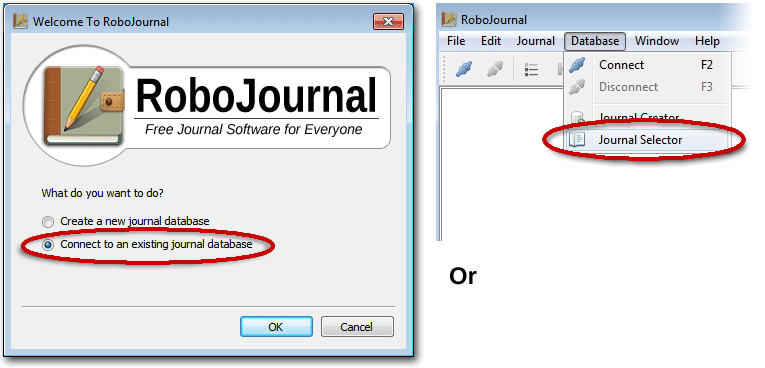 Welcome To RoboJournal
RoboJournal
Free Journal Software for Everyone
What do you want to do?
Create a new journal database
Connect to an existing journal database
OK
Cancel
RoboJournal
File Edit Journal Database Window Help
Connect F2
Disconnect F3
Journal Creator
Journal Selector
Or